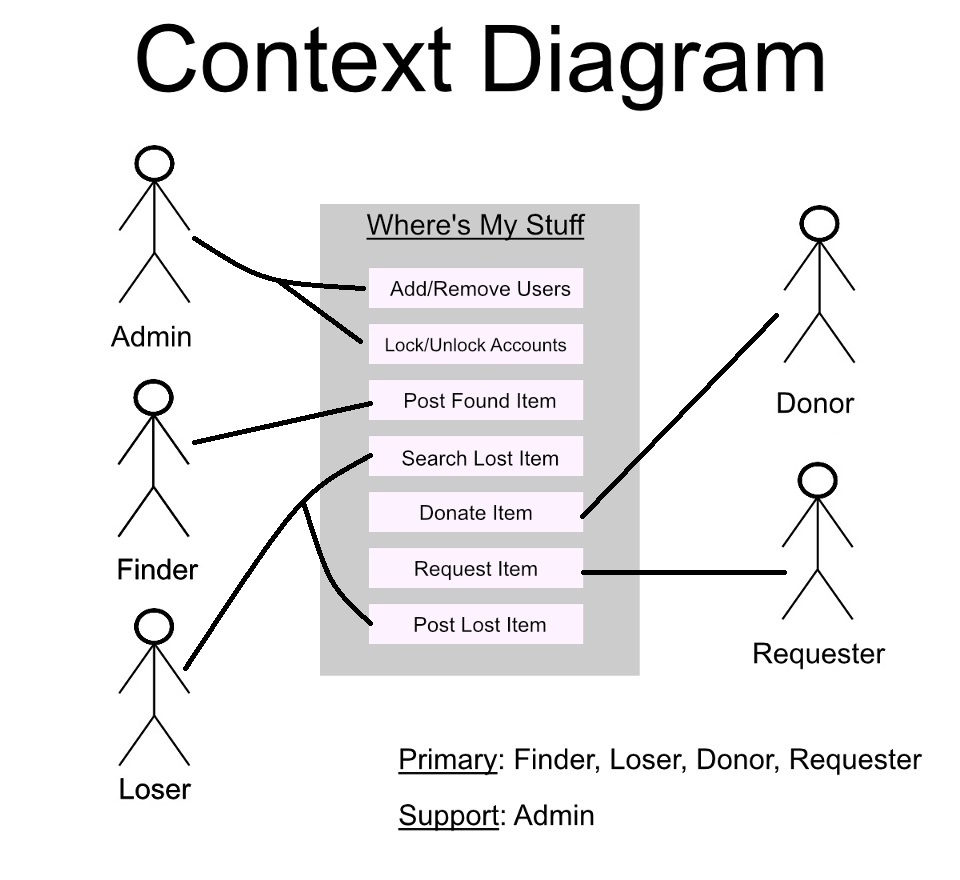 Context Diagram
Where's My Stuff
Add/Remove Users
Lock/Unlock Accounts
Post Found Item
Search Lost Item
Donate Item
Request Item
Post Lost Item
Admin
Finder
Loser
Donor
Requester
Primary: Finder, Loser, Donor, Requester
Support: Admin